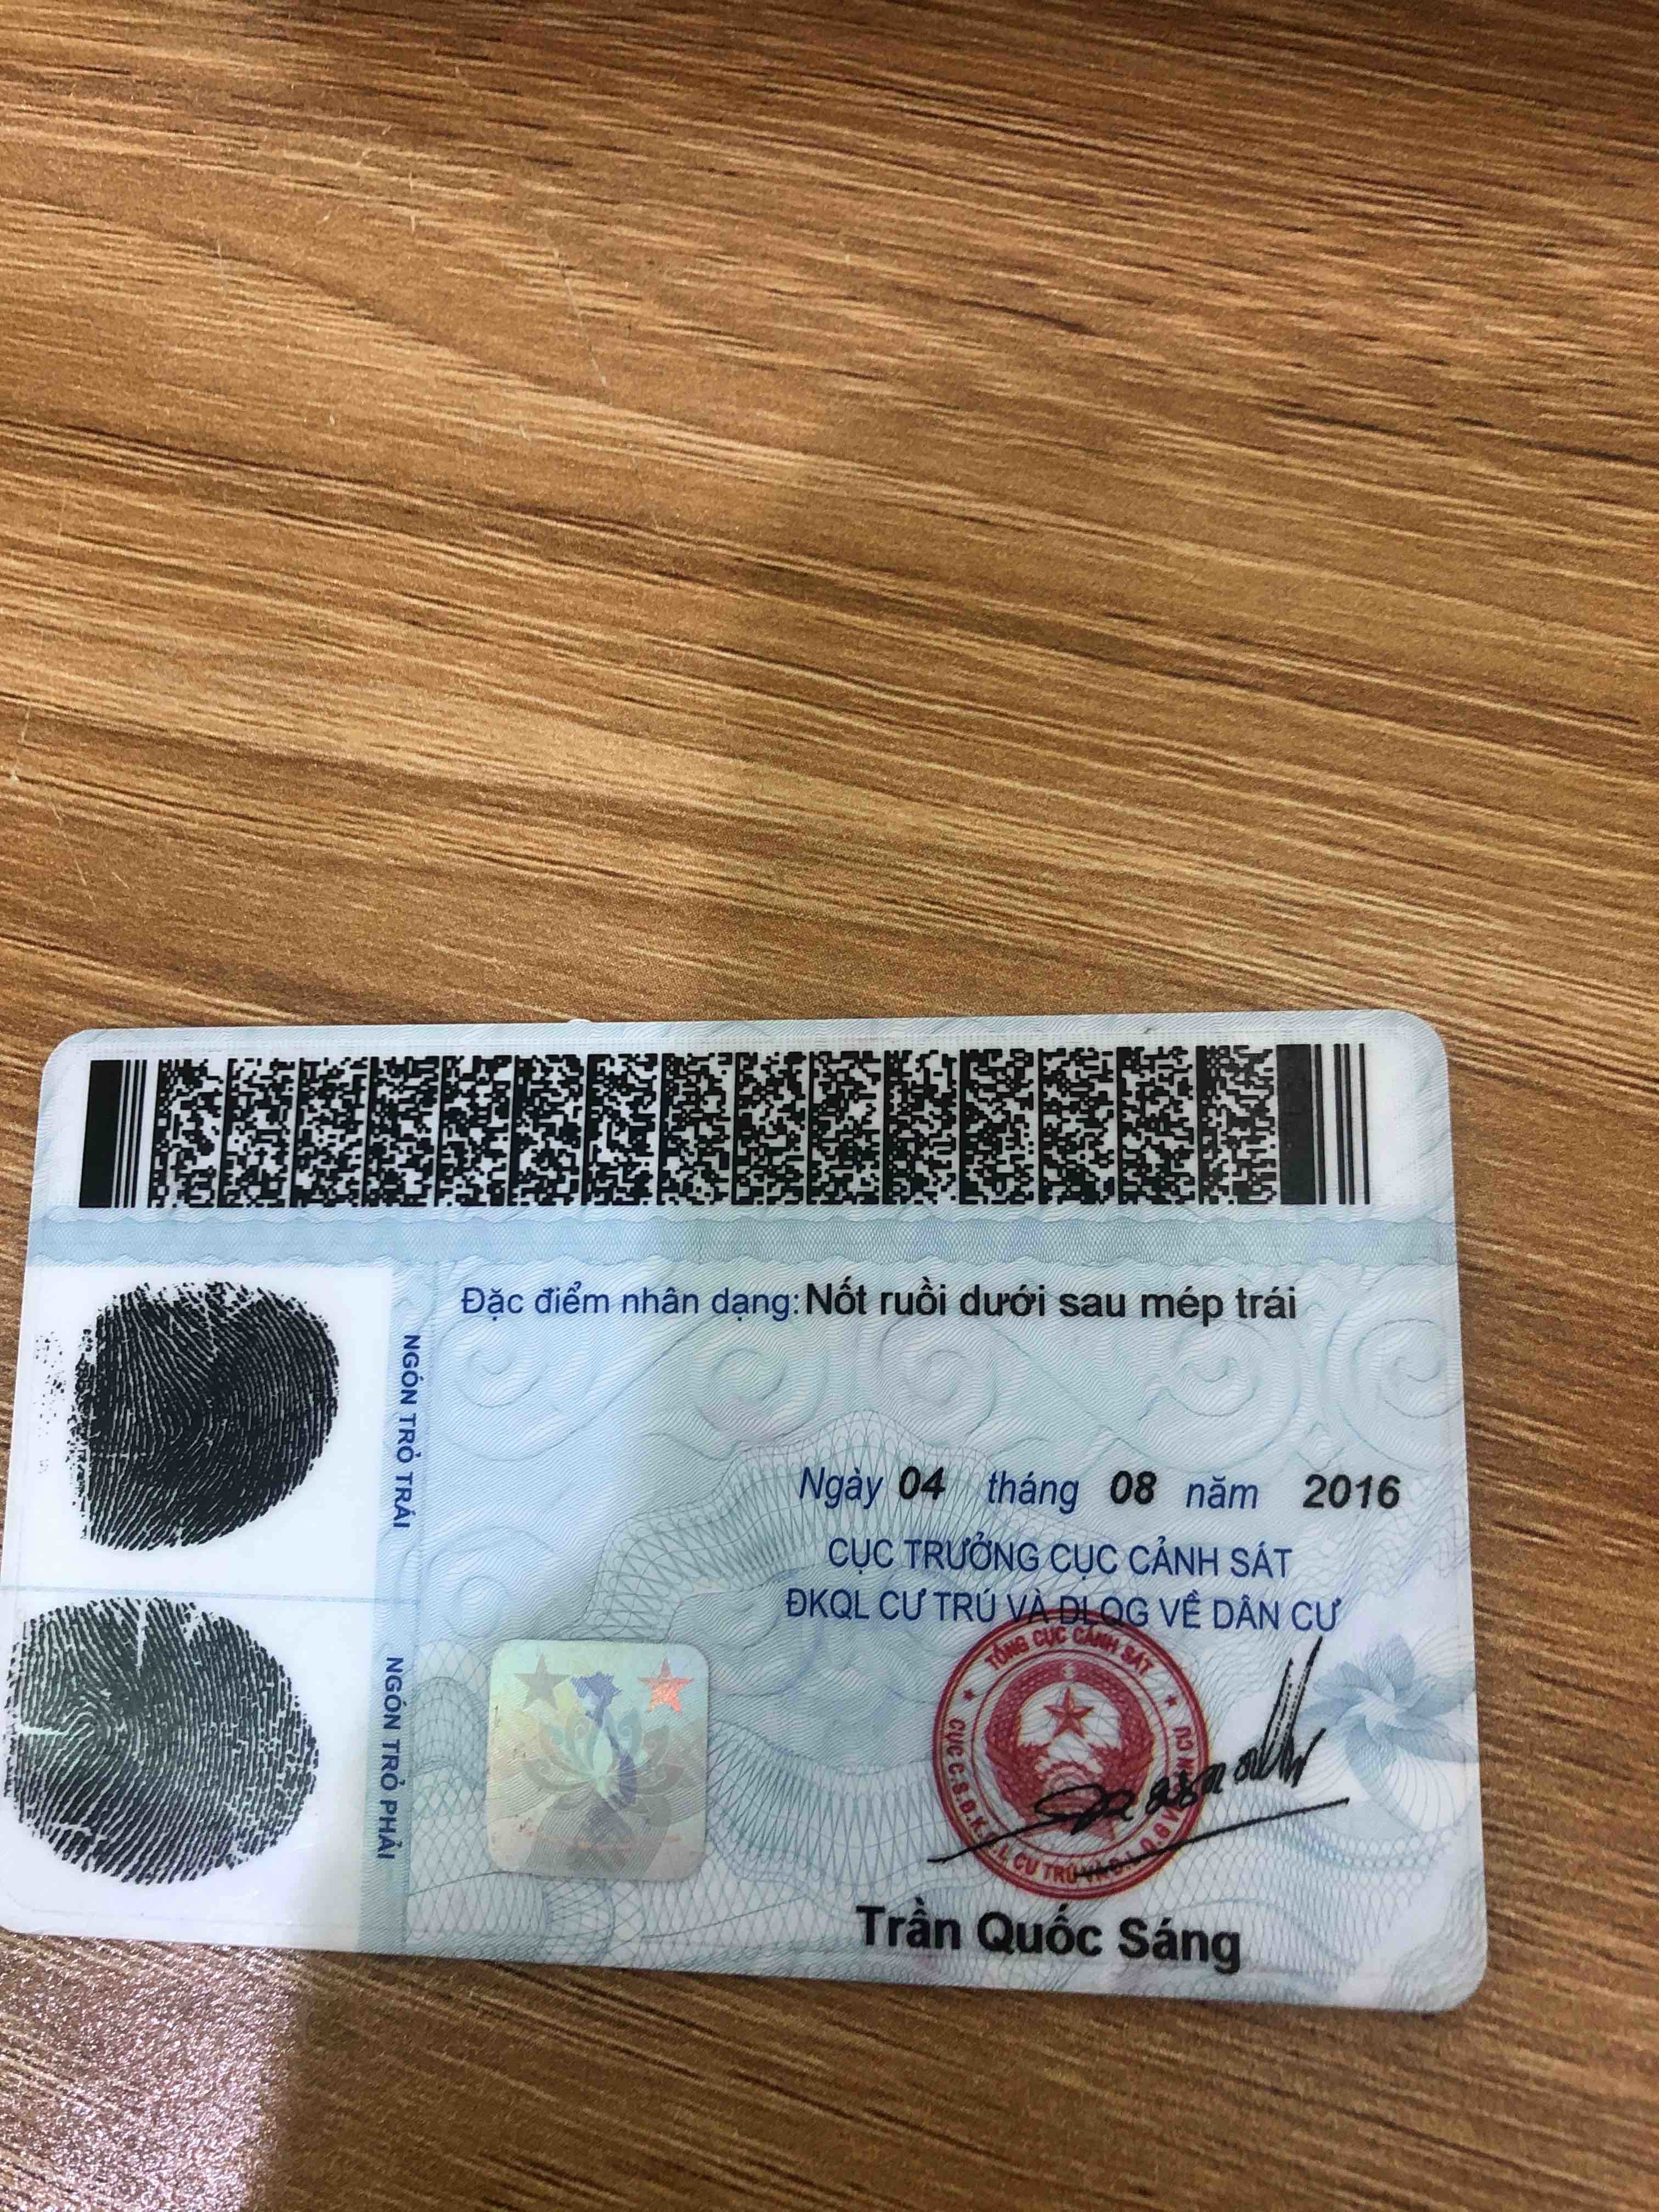 Đặc điểm nhân dạng: Nốt ruồi dưới sau mép trái
NGÓN TRỎ TRÁI
Ngày 04 tháng 08 năm 2016
CỤC TRƯỞNG CỤC CẢNH SÁT
ĐKQL CƯ TRÚ VÀ DLQG VỀ DÂN CƯ
NGÓN TRỎ PHẢI
TỔNG CỤC CẢNH SÁT
Trần Quốc Sáng